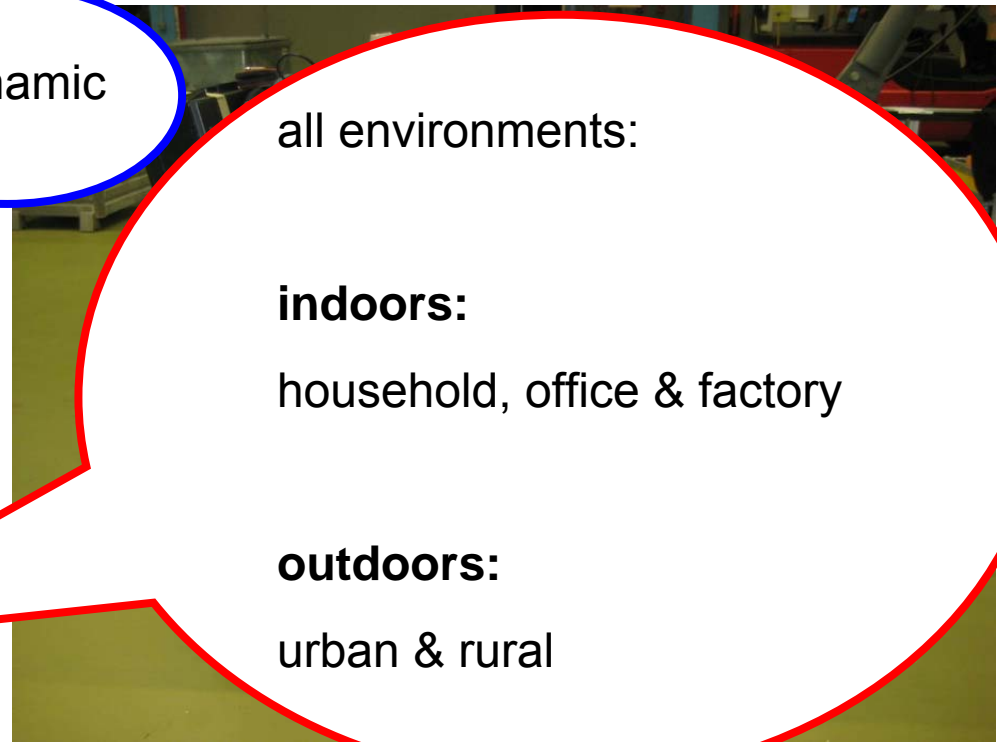 all environments:
indoors:
household, office & factory
outdoors:
urban & rural